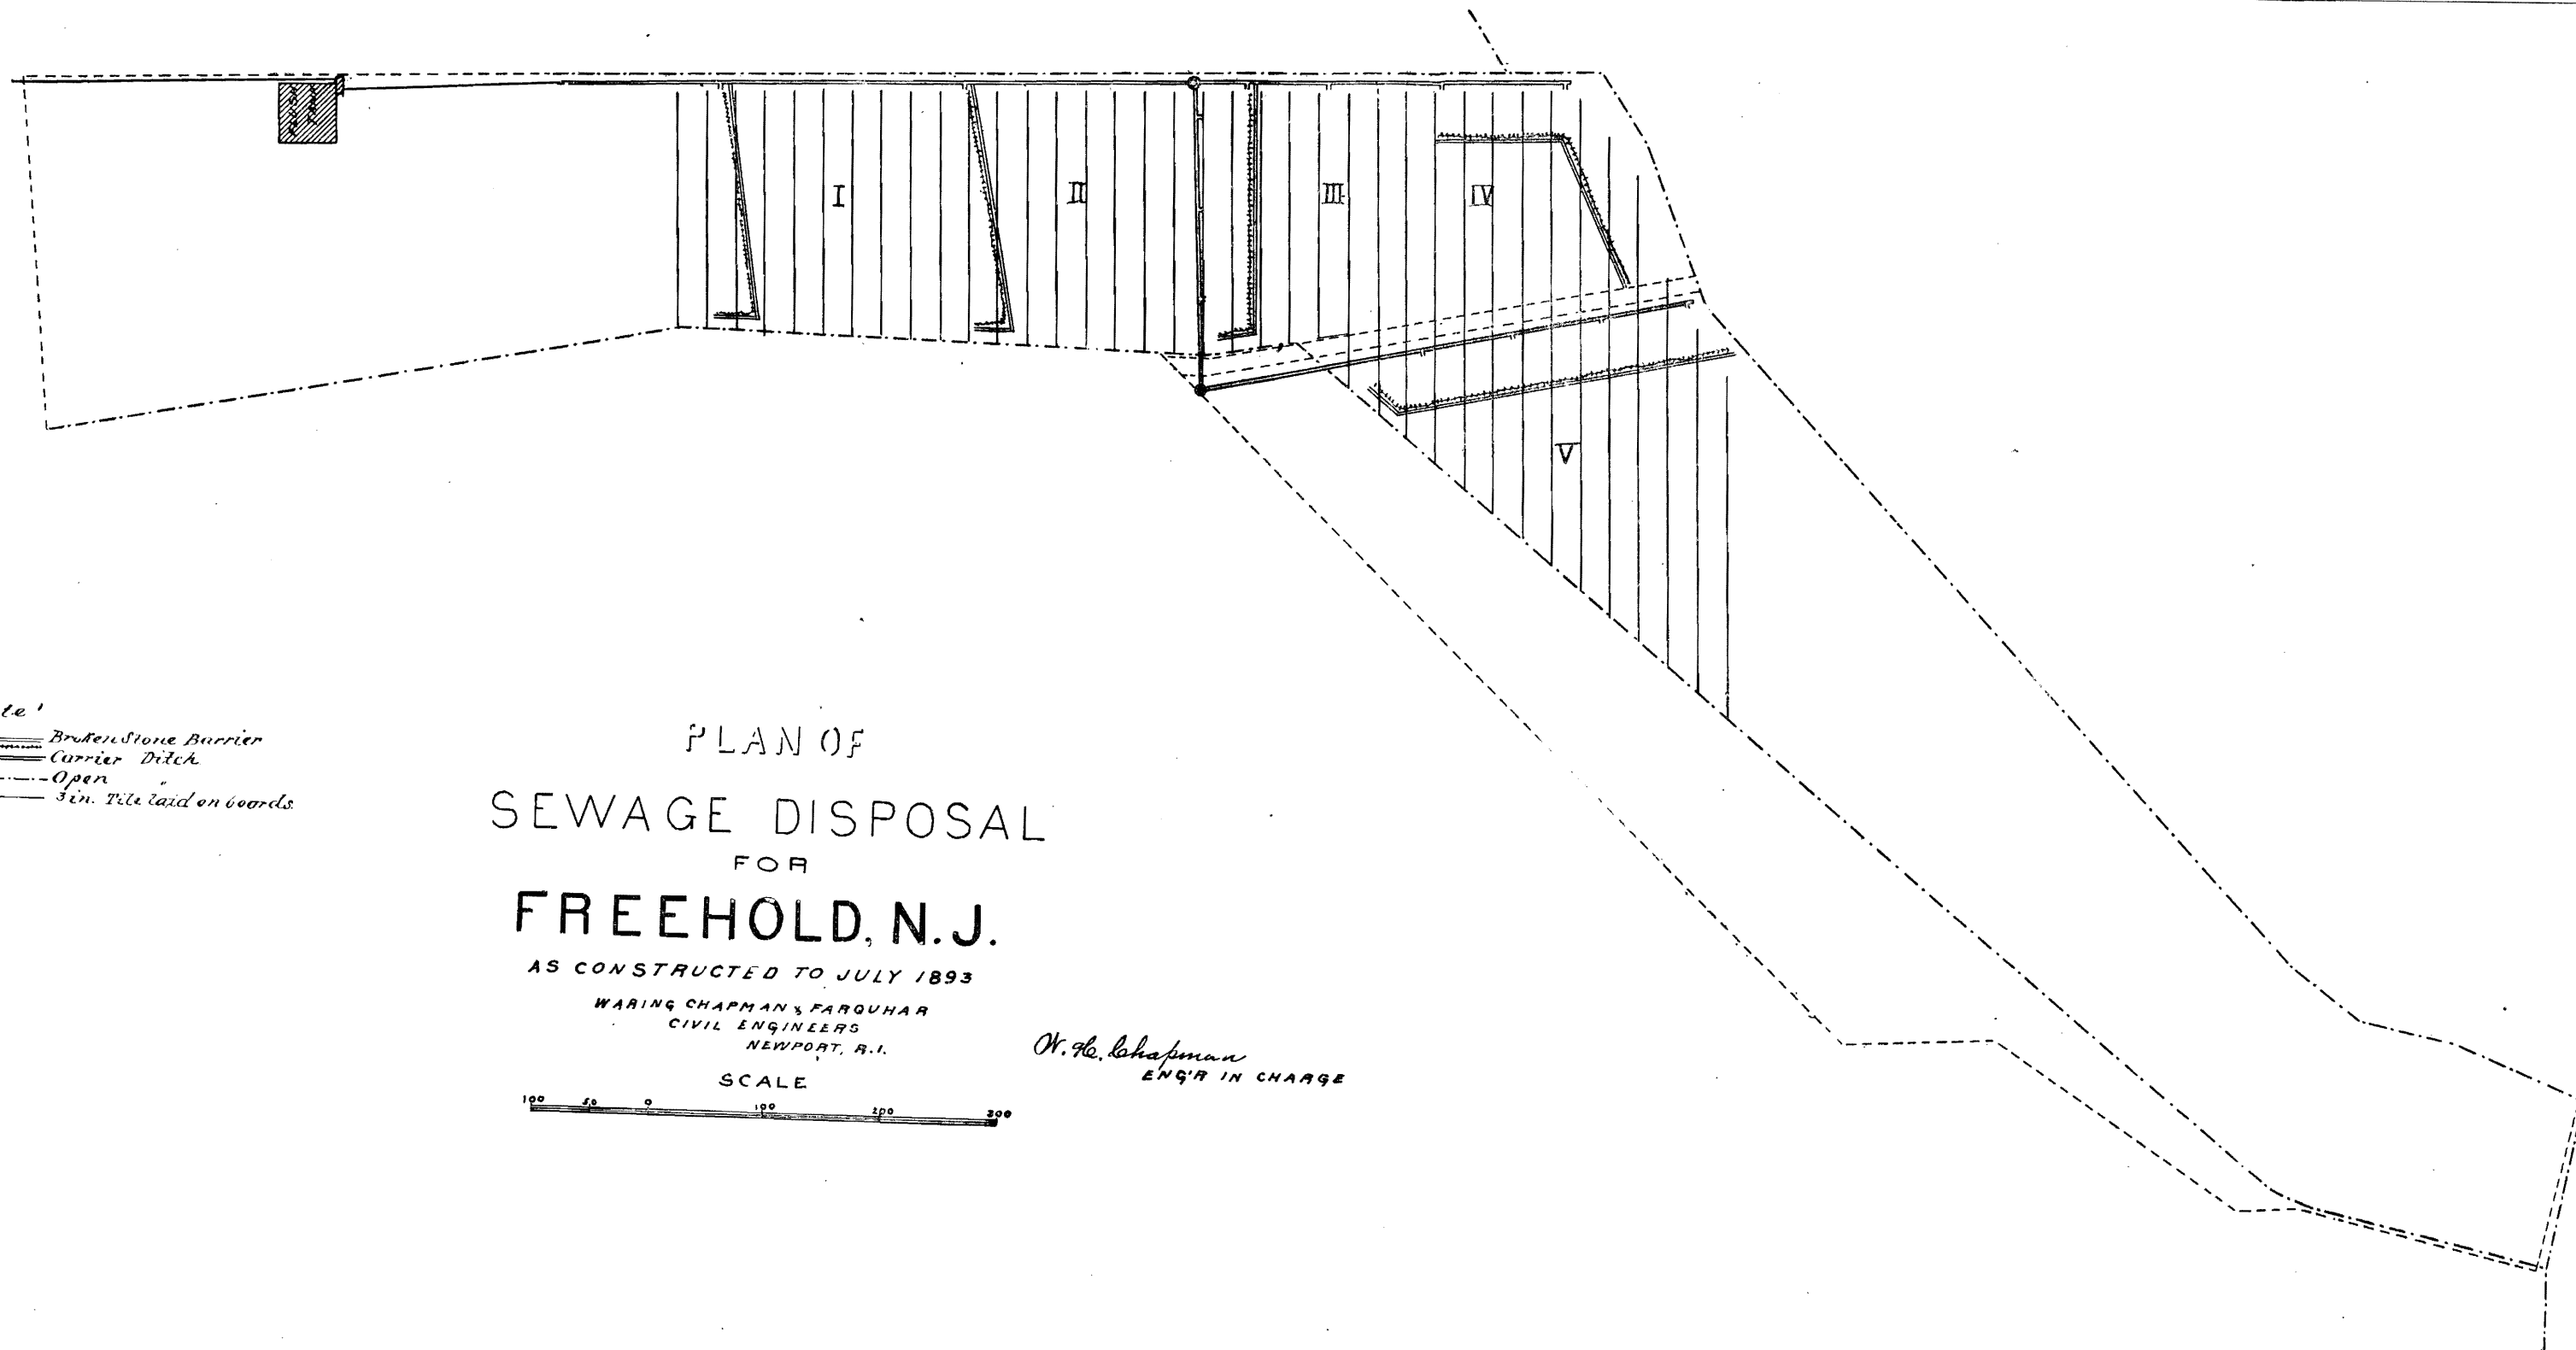 FLUSH
TANK
I
II
III
IV
V
te'
Broken Stone Barrier
Carrier Ditch
Open "
3 in. Tile laid on boards.
PLAN OF
SEWAGE DISPOSAL
FOR
FREEHOLD, N.J.
AS CONSTRUCTED TO JULY 1893
WARING CHAPMAN & FARQUHAR
CIVIL ENGINEERS
NEWPORT, R.I.
W. H. Chapman
ENG'R IN CHARGE
SCALE
100 50 0 100 200 300